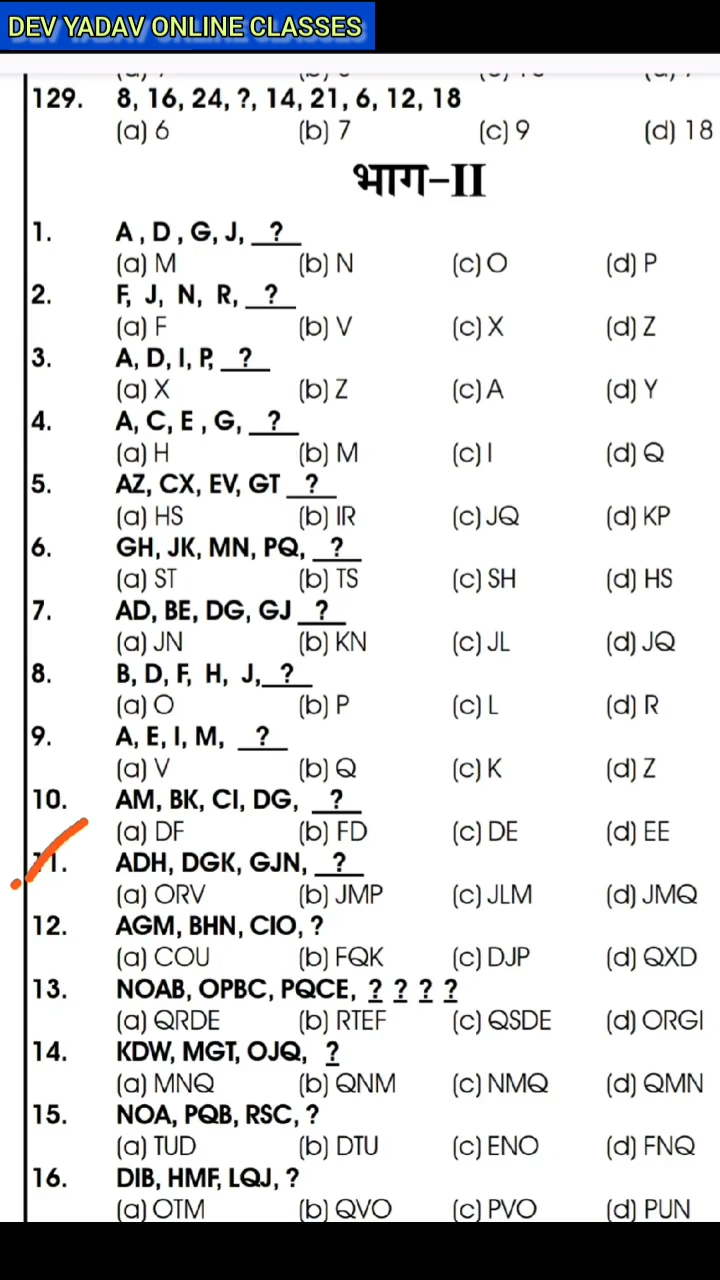 DEV YADAV ONLINE CLASSES
129. 8, 16, 24, ?, 14, 21, 6, 12, 18
(a) 6 (b) 7 (c) 9 (d) 18
भाग–II
1. A , D , G, J, ?
(a) M (b) N (c) O (d) P
2. F, J, N, R, ?
(a) F (b) V (c) X (d) Z
3. A, D, I, P, ?
(a) X (b) Z (c) A (d) Y
4. A, C, E , G, ?
(a) H (b) M (c) I (d) Q
5. AZ, CX, EV, GT ?
(a) HS (b) IR (c) JQ (d) KP
6. GH, JK, MN, PQ, ?
(a) ST (b) TS (c) SH (d) HS
7. AD, BE, DG, GJ ?
(a) JN (b) KN (c) JL (d) JQ
8. B, D, F, H, J, ?
(a) O (b) P (c) L (d) R
9. A, E, I, M, ?
(a) V (b) Q (c) K (d) Z
10. AM, BK, CI, DG, ?
(a) DF (b) FD (c) DE (d) EE
11. ADH, DGK, GJN, ?
(a) ORV (b) JMP (c) JLM (d) JMQ
12. AGM, BHN, CIO, ?
(a) COU (b) FQK (c) DJP (d) QXD
13. NOAB, OPBC, PQCE, ? ? ? ?
(a) QRDE (b) RTEF (c) QSDE (d) ORGI
14. KDW, MGT, OJQ, ?
(a) MNQ (b) QNM (c) NMQ (d) QMN
15. NOA, PQB, RSC, ?
(a) TUD (b) DTU (c) ENO (d) FNQ
16. DIB, HMF, LQJ, ?
(a) OTM (b) QVO (c) PVO (d) PUN